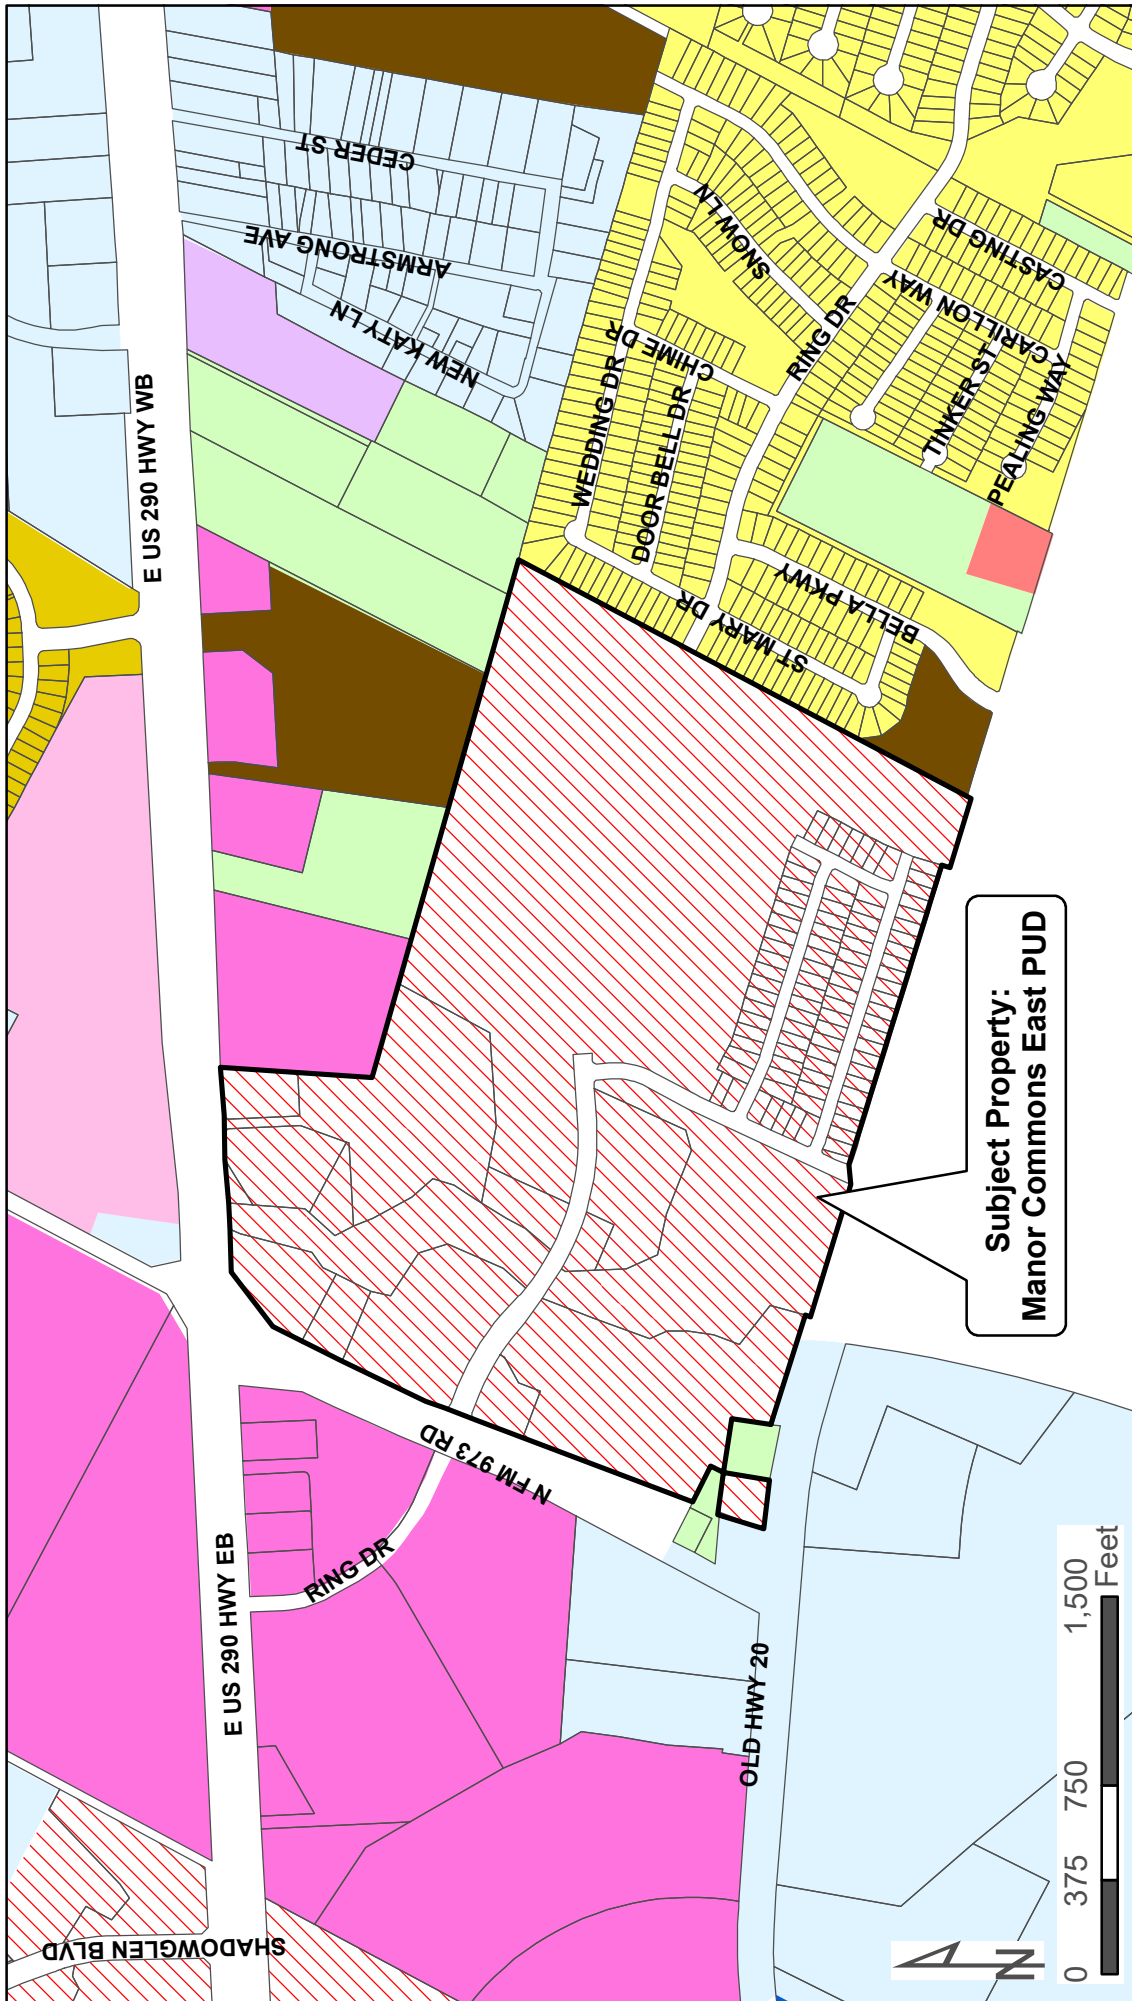 SHADOWGLEN BLVD
E US 290 HWY EB
E US 290 HWY WB
RING DR
N FM 973 RD
OLD HWY 20
CEDER ST
ARMSTRONG AVE
NEW KATY LN
WEDDING DR
CHIME DR
DOOR BELL DR
SNOW LN
RING DR
ST MARY DR
BELLA PKWY
CARILLON WAY
CASTING DR
TINKER ST
PEALING WAY
Subject Property:
Manor Commons East PUD
N
0 375 750 1,500
Feet